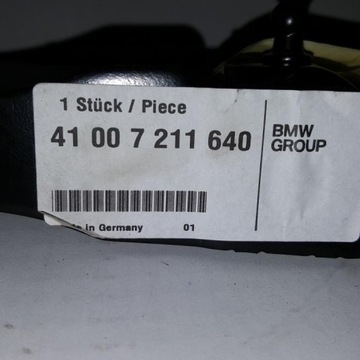 1 Stück / Piece
41 00 7 211 640
BMW
GROUP
in Germany 01